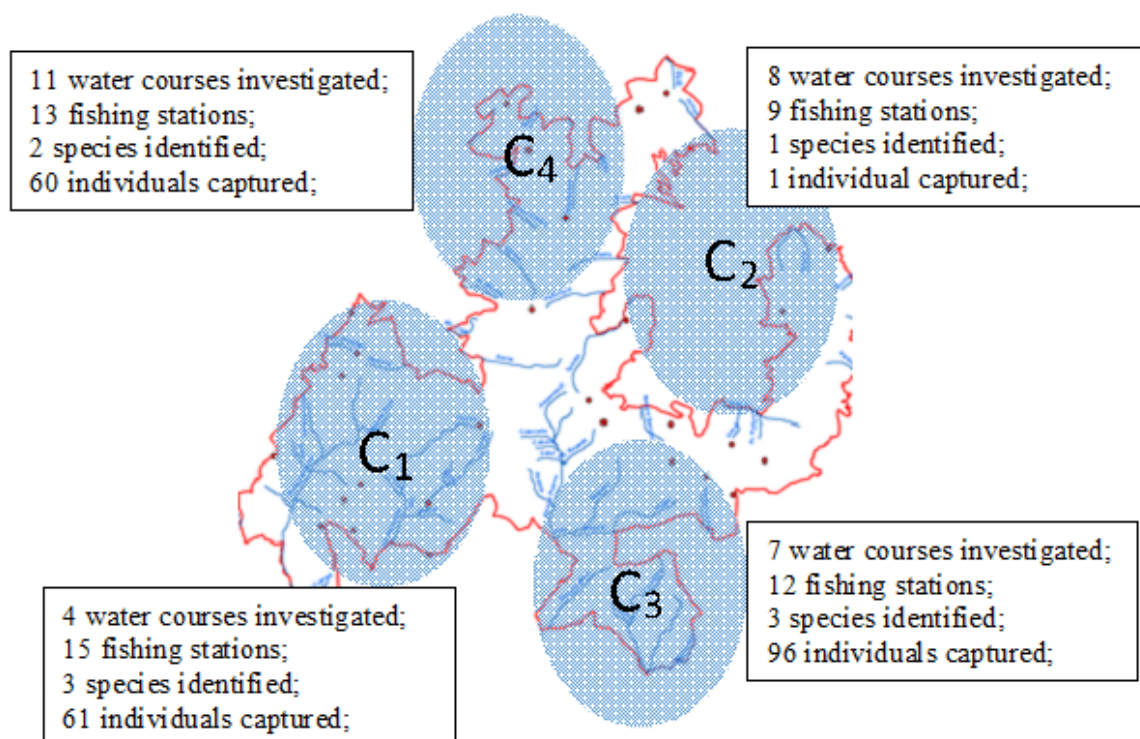 11 water courses investigated;
13 fishing stations;
2 species identified;
60 individuals captured;
8 water courses investigated;
9 fishing stations;
1 species identified;
1 individual captured;
C4
C2
C1
C3
7 water courses investigated;
12 fishing stations;
3 species identified;
96 individuals captured;
4 water courses investigated;
15 fishing stations;
3 species identified;
61 individuals captured;